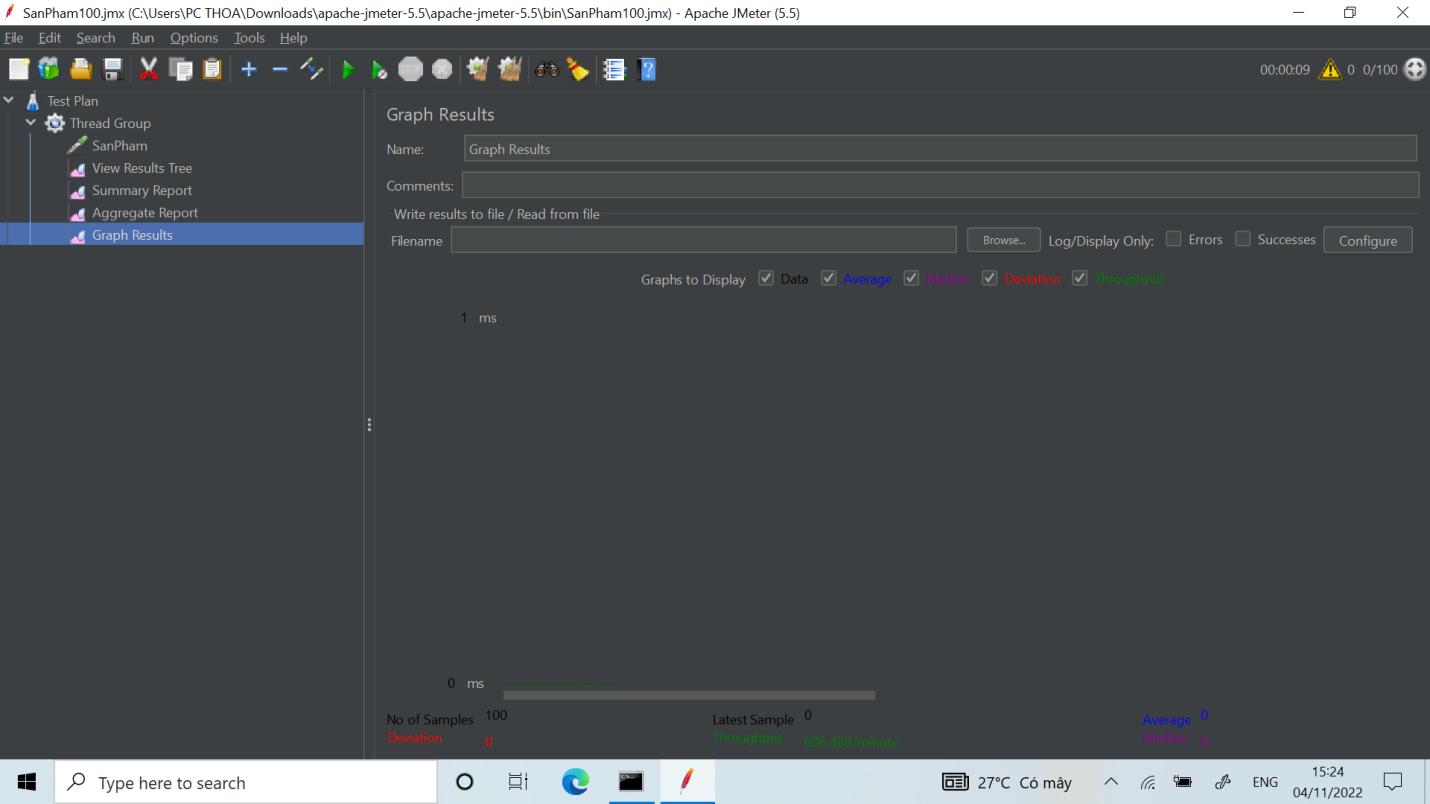 SanPham100.jmx (C:\Users\PC THOA\Downloads\apache-jmeter-5.5\apache-jmeter-5.5\bin\SanPham100.jmx) - Apache JMeter (5.5)
File Edit Search Run Options Tools Help
STOP 00:00:09 0 0/100
Test Plan
Thread Group
SanPham
View Results Tree
Summary Report
Aggregate Report
Graph Results
Graph Results
Name: Graph Results
Comments:
Write results to file / Read from file
Filename Browse... Log/Display Only: Errors Successes Configure
Graphs to Display Data Average Median Deviation Throughput
1 ms
0 ms
No of Samples 100 Latest Sample 0 Average 0
Deviation 0 Throughput 606.489/minute Median 0
Type here to search 27°C Có mây ENG 15:24
04/11/2022